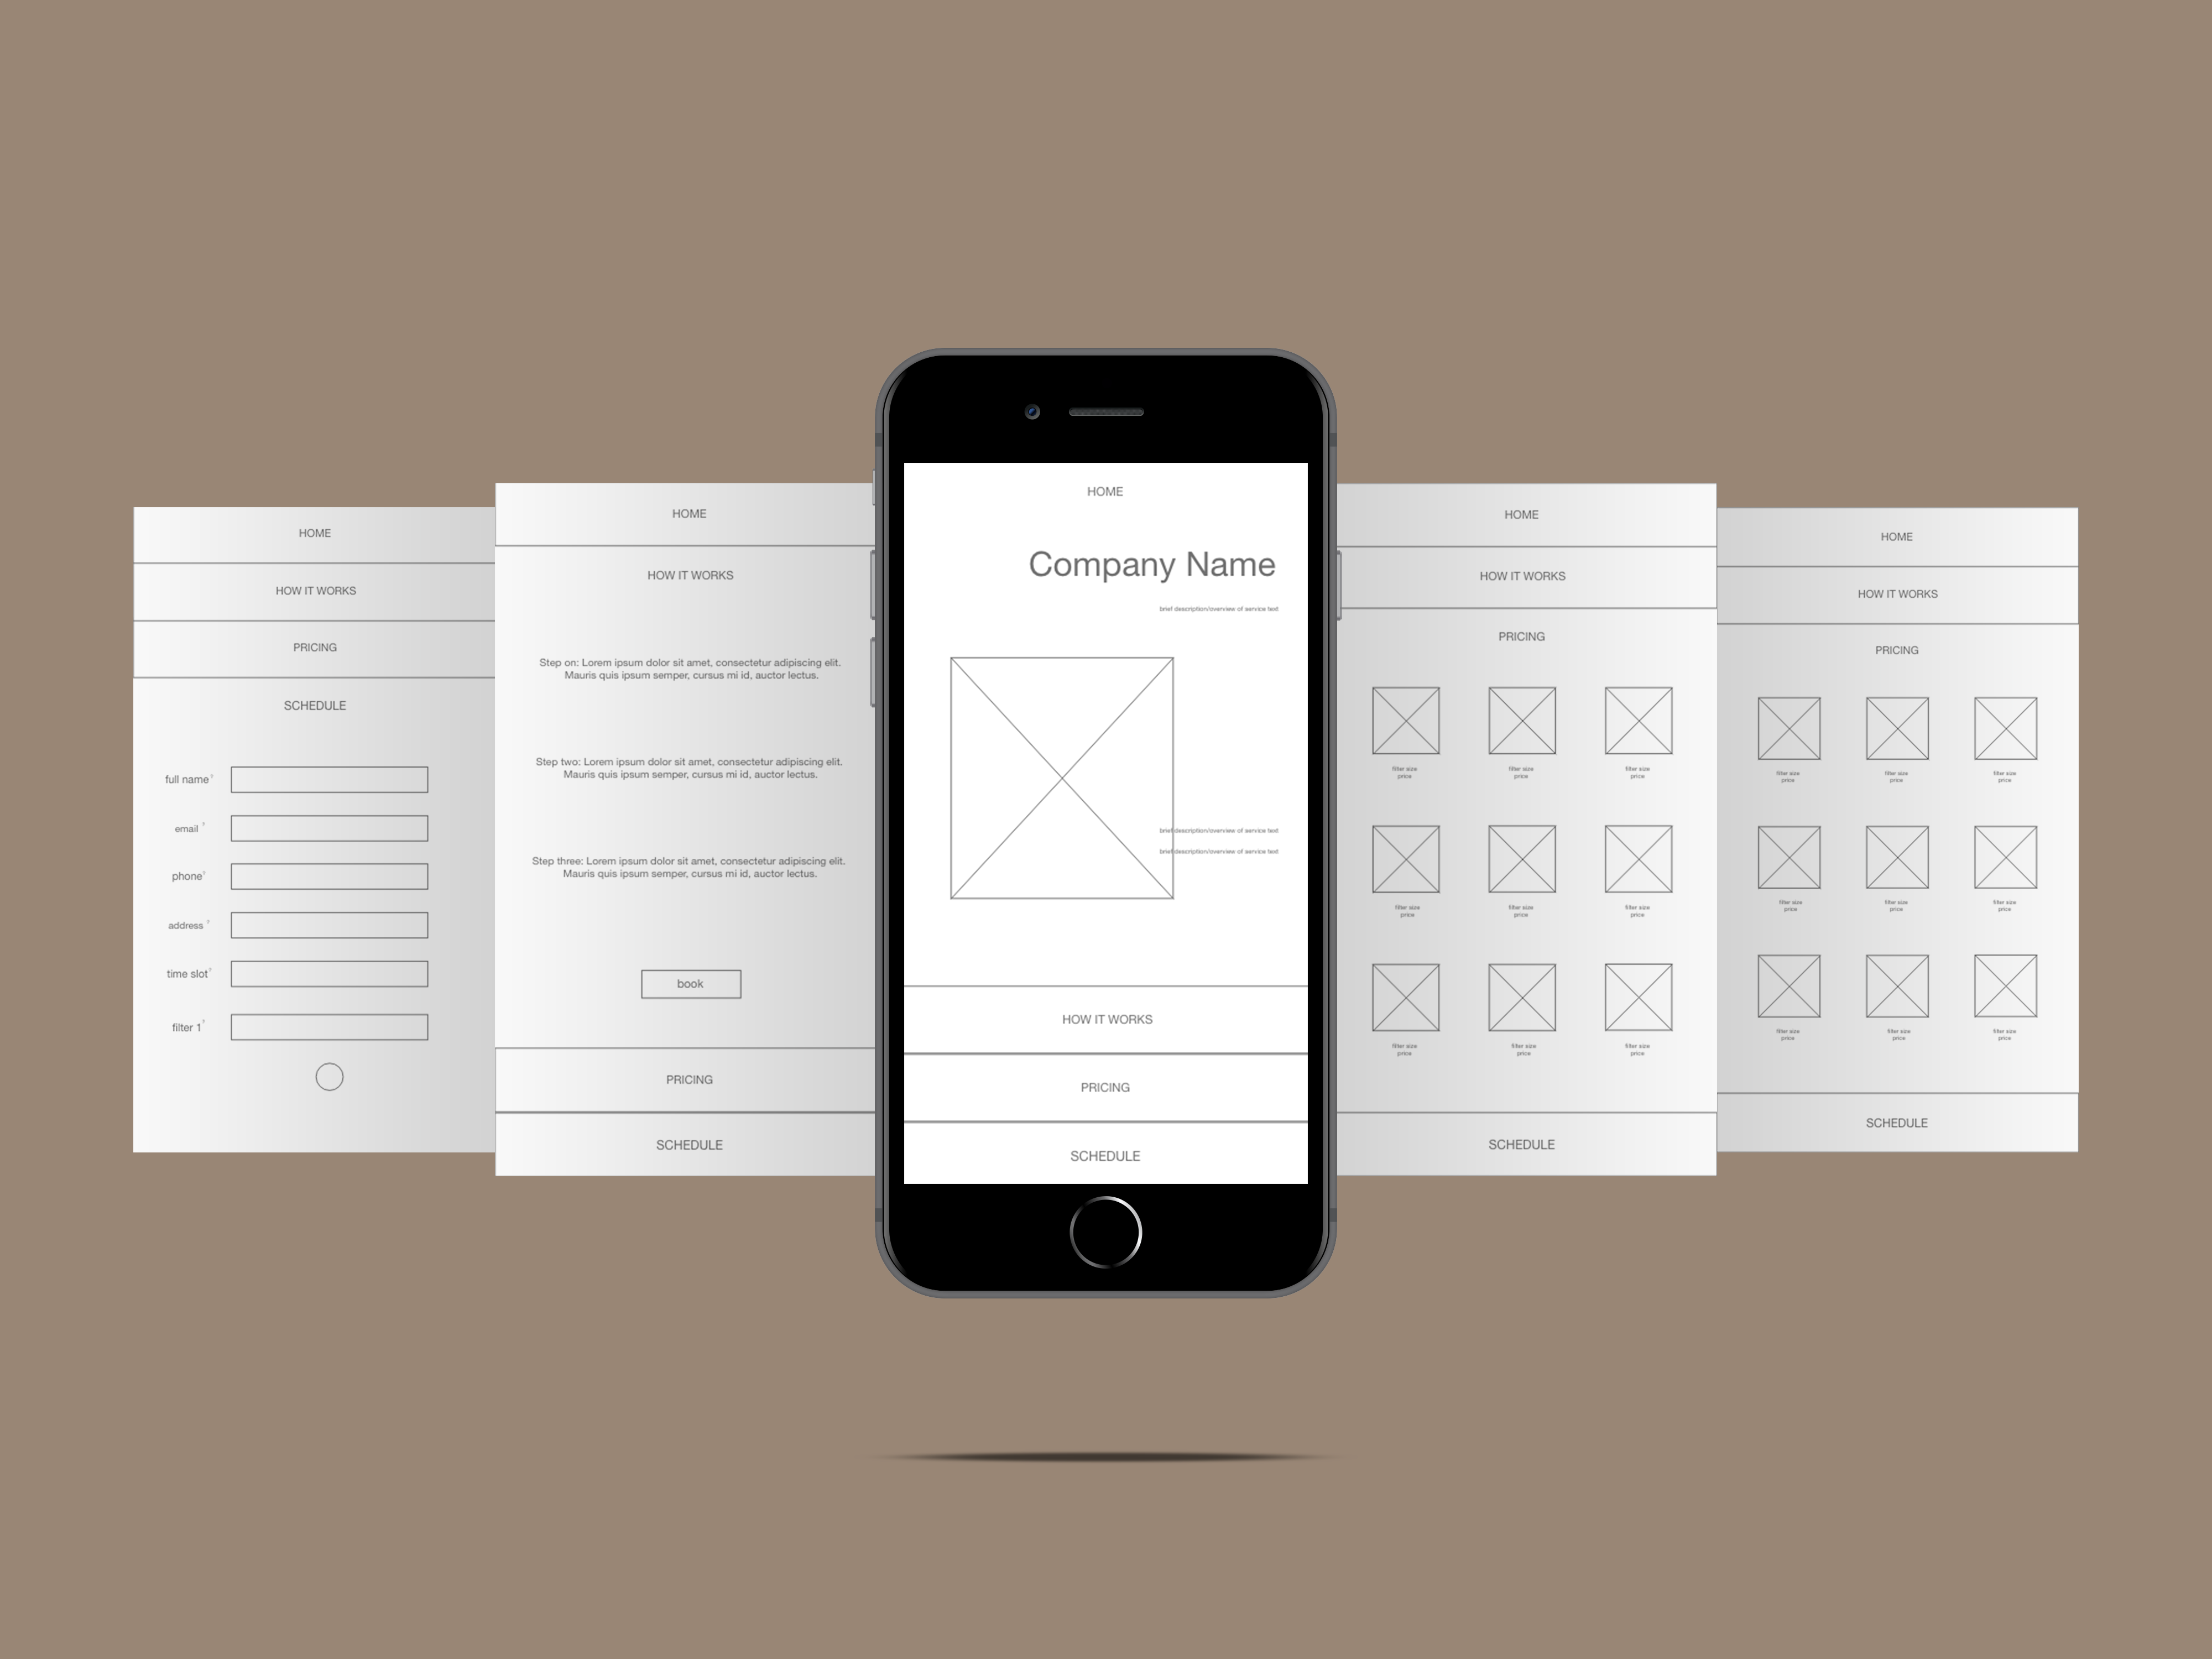 HOME
HOW IT WORKS
PRICING
SCHEDULE
full name
email
phone
address
time slot
filter 1
HOME
HOW IT WORKS
Step on: Lorem ipsum dolor sit amet, consectetur adipiscing elit.
Mauris quis ipsum semper, cursus mi id, auctor lectus.
Step two: Lorem ipsum dolor sit amet, consectetur adipiscing elit.
Mauris quis ipsum semper, cursus mi id, auctor lectus.
Step three: Lorem ipsum dolor sit amet, consectetur adipiscing elit.
Mauris quis ipsum semper, cursus mi id, auctor lectus.
book
PRICING
SCHEDULE
HOME
Company Name
brief description/overview of service text
brief description/overview of service text
brief description/overview of service text
HOW IT WORKS
PRICING
SCHEDULE
HOME
HOW IT WORKS
PRICING
filter size
price
filter size
price
filter size
price
filter size
price
filter size
price
filter size
price
filter size
price
filter size
price
filter size
price
SCHEDULE
HOME
HOW IT WORKS
PRICING
filter size
price
filter size
price
filter size
price
filter size
price
filter size
price
filter size
price
filter size
price
filter size
price
filter size
price
SCHEDULE